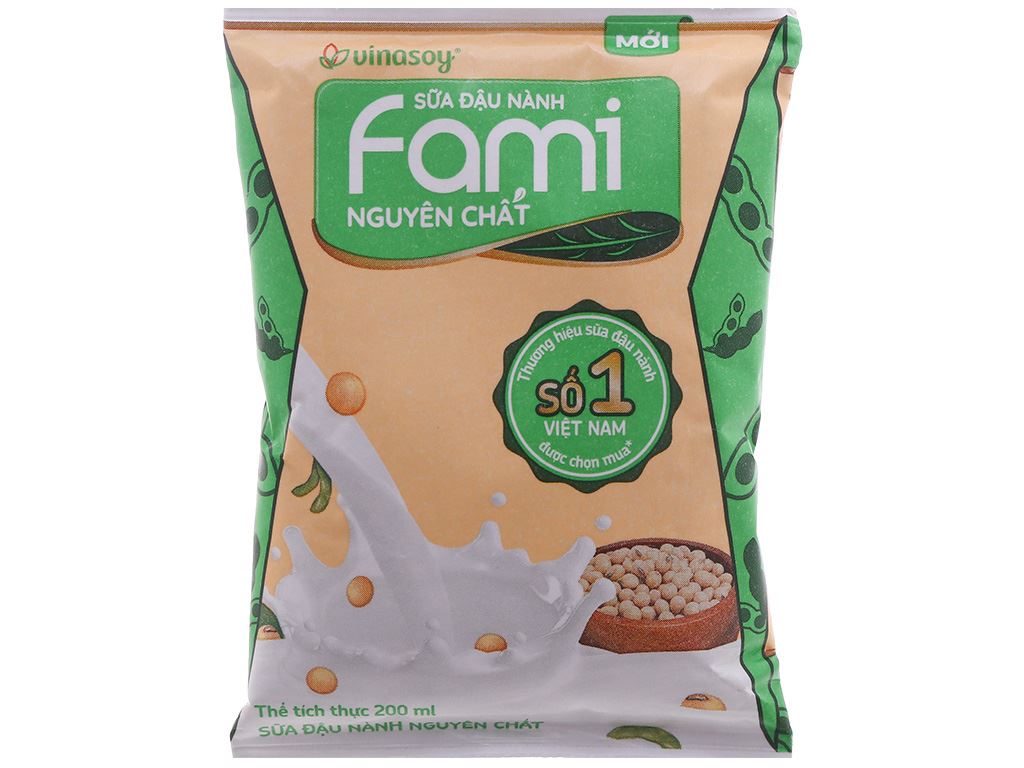 MỚI
vinasoy®
SỮA ĐẬU NÀNH
Fami
NGUYÊN CHẤT
Thương hiệu sữa đậu nành
SỐ 1
VIỆT NAM
được chọn mua*
Thể tích thực 200 ml
SỮA ĐẬU NÀNH NGUYÊN CHẤT